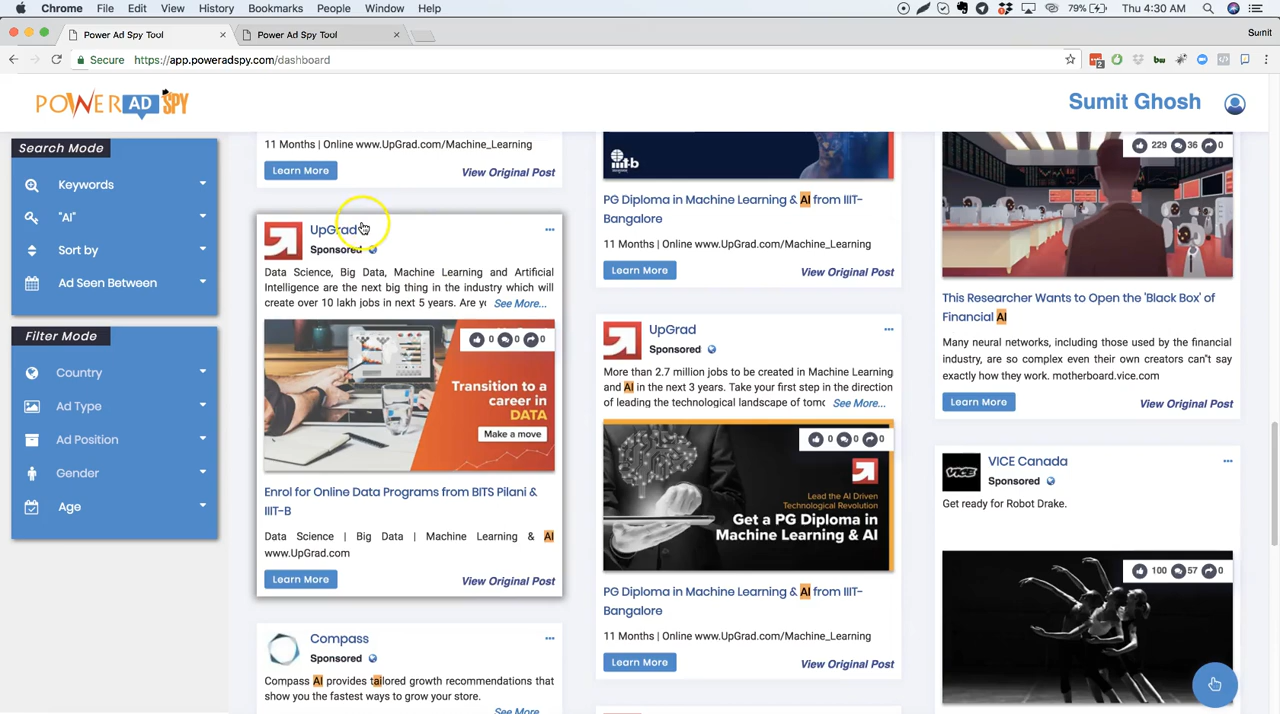 Chrome File Edit View History Bookmarks People Window Help
79% Thu 4:30 AM
Power Ad Spy Tool
Power Ad Spy Tool
Sumit
Secure https://app.poweradspy.com/dashboard
POWER AD SPY
Sumit Ghosh
Search Mode
Keywords
"AI"
Sort by
Ad Seen Between
Filter Mode
Country
Ad Type
Ad Position
Gender
Age
11 Months | Online www.UpGrad.com/Machine_Learning
Learn More View Original Post
UpGrad
Sponsored
Data Science, Big Data, Machine Learning and Artificial
Intelligence are the next big thing in the industry which will
create over 10 lakh jobs in next 5 years. Are yo See More...
0 0 0
Transition to a
career in
DATA
Make a move
Enrol for Online Data Programs from BITS Pilani &
IIIT-B
Data Science | Big Data | Machine Learning & AI
www.UpGrad.com
Learn More View Original Post
Compass
Sponsored
Compass AI provides tailored growth recommendations that
show you the fastest ways to grow your store.
See More...
iiitb
PG Diploma in Machine Learning & AI from IIIT-
Bangalore
11 Months | Online www.UpGrad.com/Machine_Learning
Learn More View Original Post
UpGrad
Sponsored
More than 2.7 million jobs to be created in Machine Learning
and AI in the next 3 years. Take your first step in the direction
of leading the technological landscape of tomo See More...
0 0 0
Lead the AI Driven
Technological Revolution
Get a PG Diploma in
Machine Learning & AI
PG Diploma in Machine Learning & AI from IIIT-
Bangalore
11 Months | Online www.UpGrad.com/Machine_Learning
Learn More View Original Post
229 36 0
This Researcher Wants to Open the 'Black Box' of
Financial AI
Many neural networks, including those used by the financial
industry, are so complex even their own creators can"t say
exactly how they work. motherboard.vice.com
Learn More View Original Post
VICE
VICE Canada
Sponsored
Get ready for Robot Drake.
100 57 0